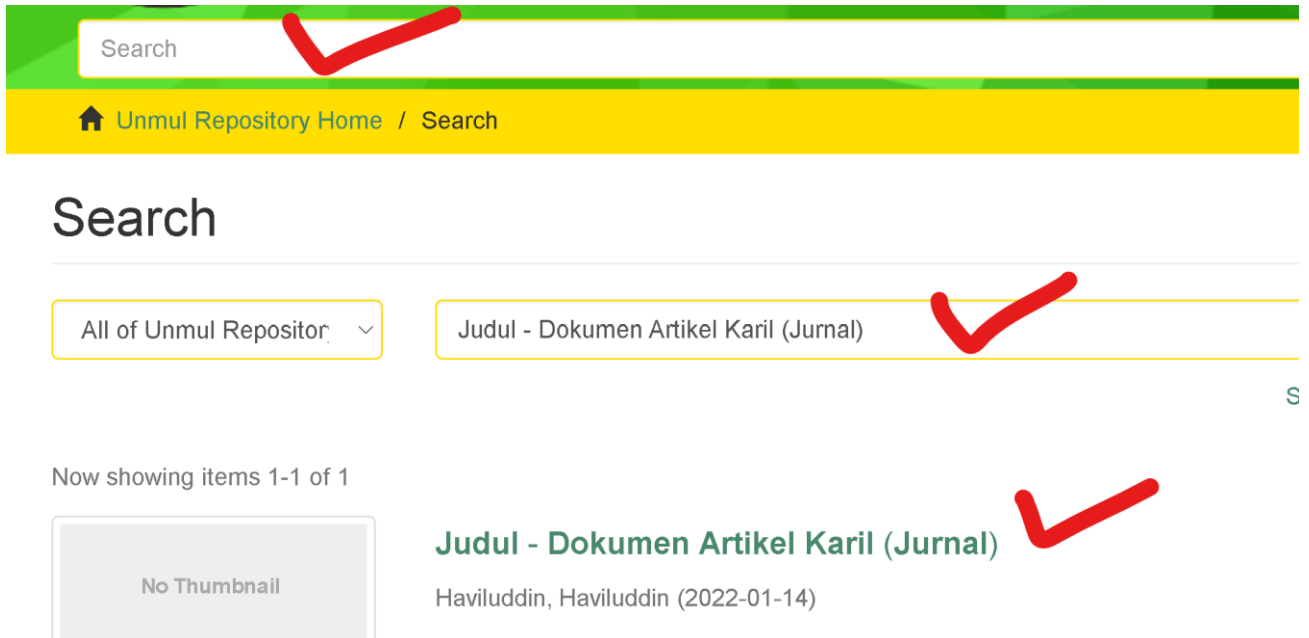 Search
Unmul Repository Home / Search
Search
All of Unmul Repositor
Judul - Dokumen Artikel Karil (Jurnal)
S
Now showing items 1-1 of 1
No Thumbnail
Judul - Dokumen Artikel Karil (Jurnal)
Haviluddin, Haviluddin (2022-01-14)